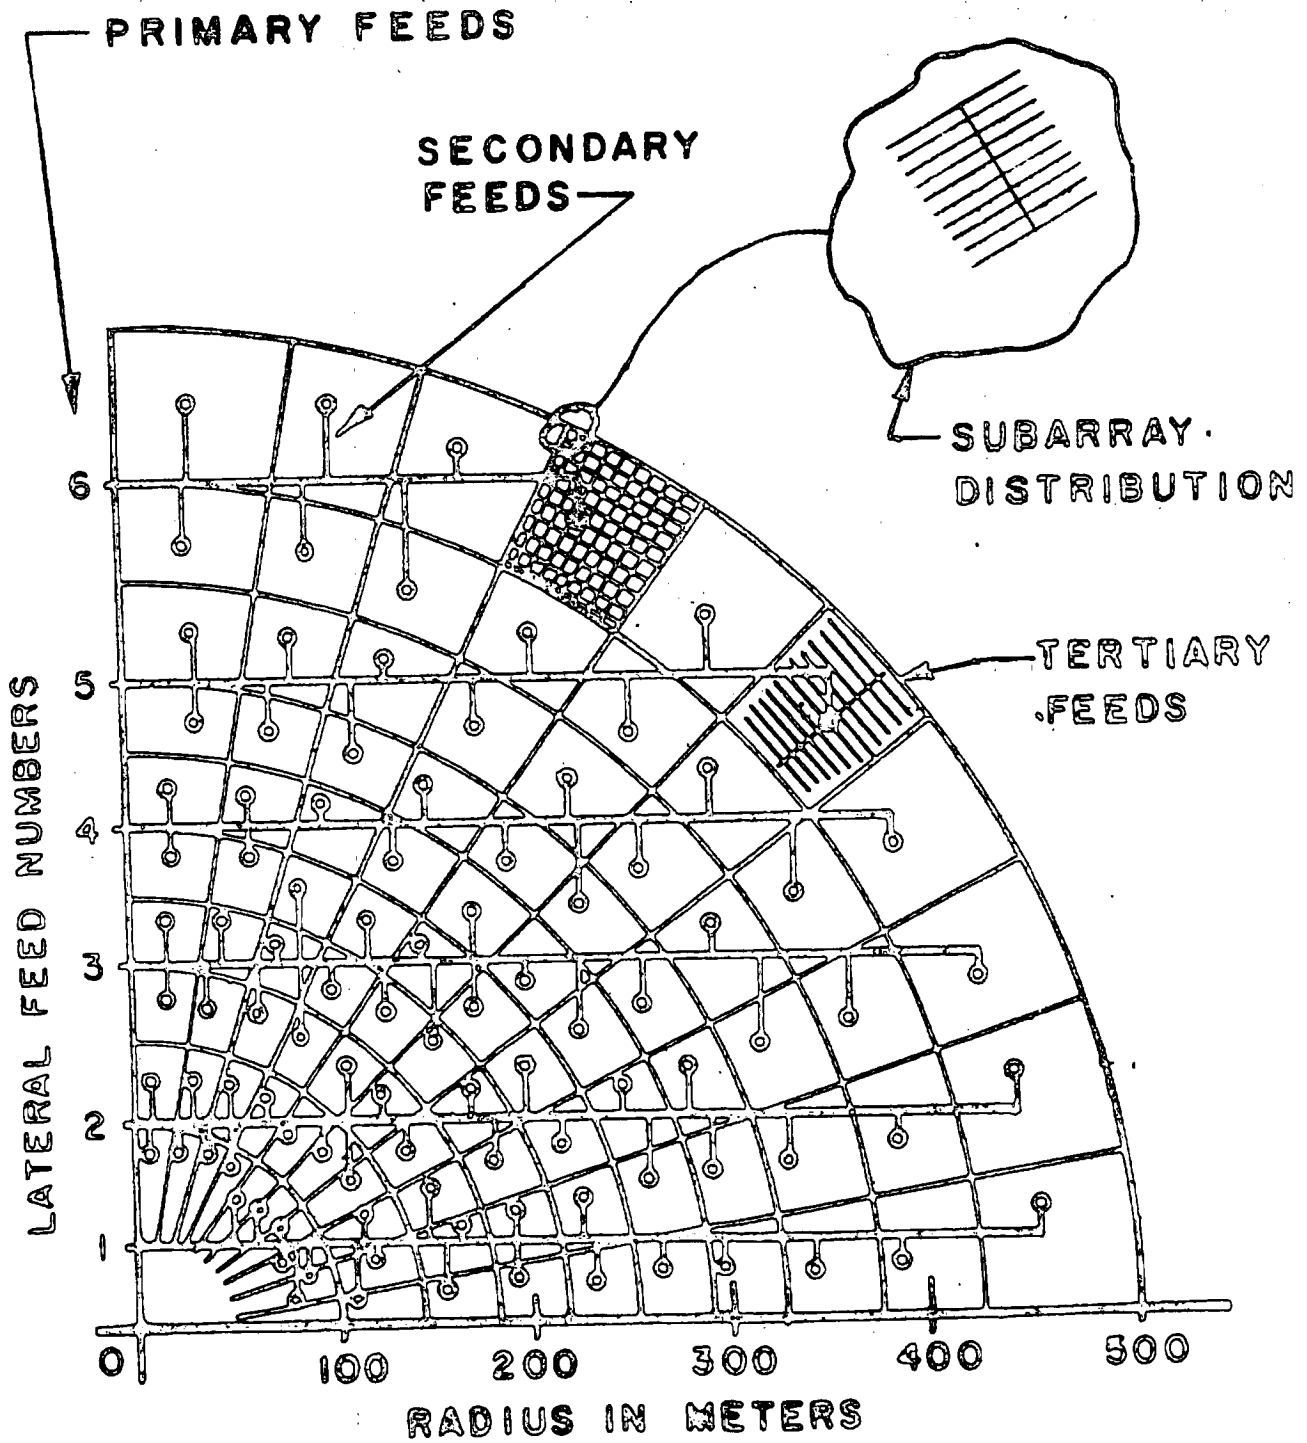 PRIMARY FEEDS
SECONDARY
FEEDS
SUBARRAY
DISTRIBUTION
TERTIARY
FEEDS
LATERAL FEED NUMBERS
6
5
4
3
2
1
0 100 200 300 400 500
RADIUS IN METERS